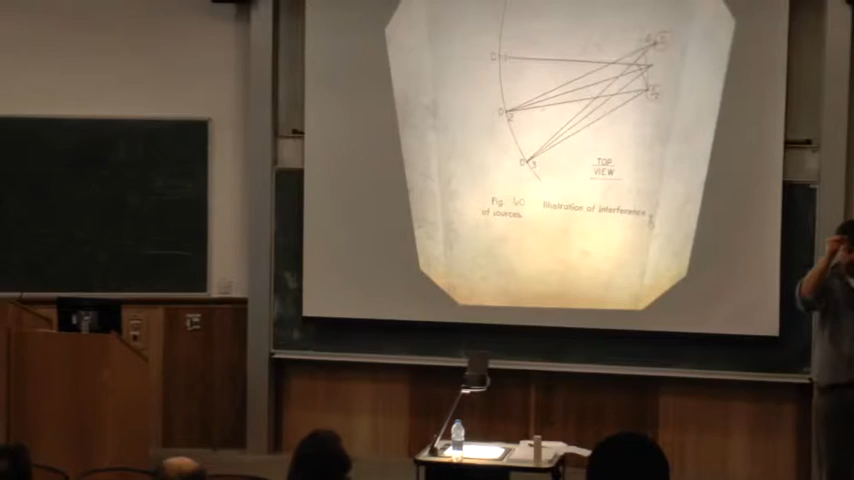 TOP
VIEW
Fig. 60 Illustration of interference
of sources.